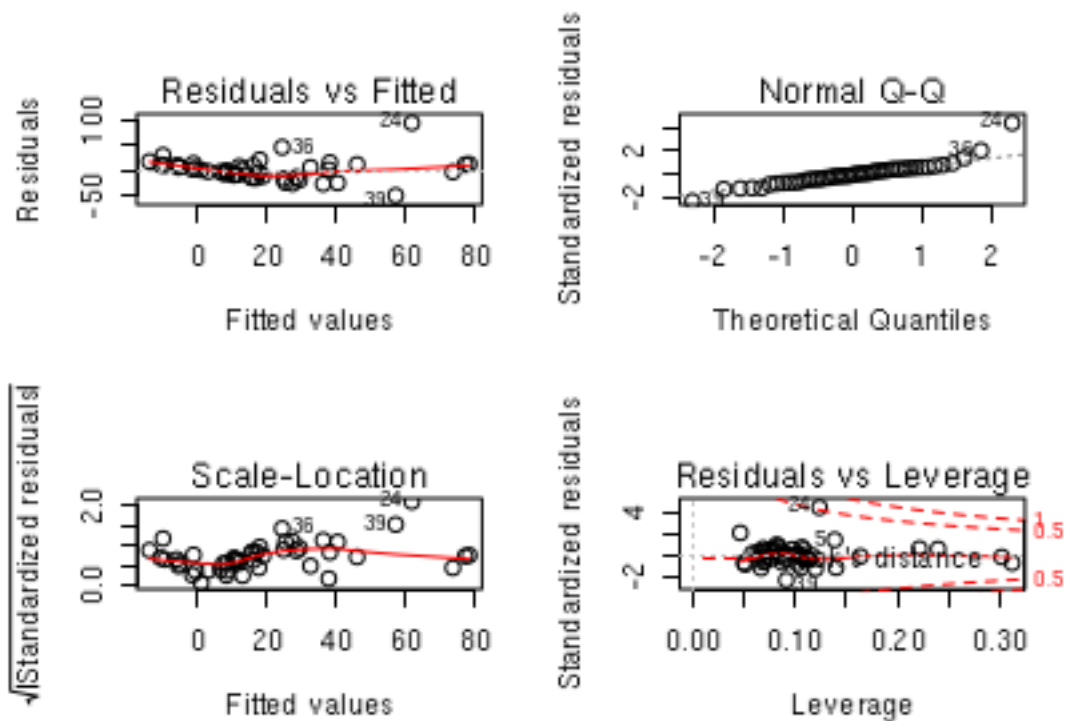 Residuals vs Fitted
Residuals
100
-50
24
36
39
0 20 40 60 80
Fitted values
Normal Q-Q
Standardized residuals
2
-2
24
36
39
-2 -1 0 1 2
Theoretical Quantiles
Scale-Location
√|Standardized residuals|
2.0
0.0
24
39
36
0 20 40 60 80
Fitted values
Residuals vs Leverage
Standardized residuals
4
-2
24
5
's distance
1
0.5
0.5
0.00 0.10 0.20 0.30
Leverage